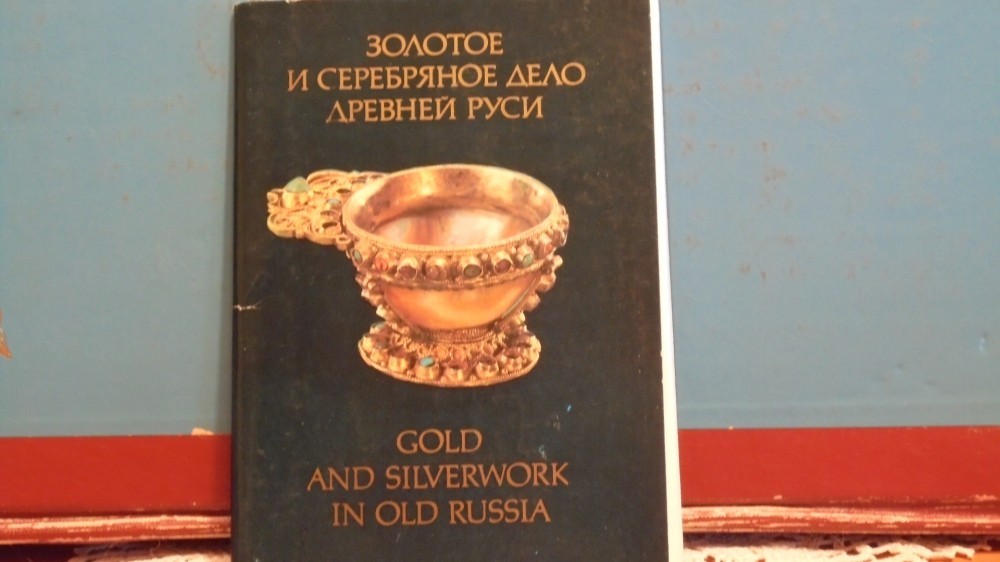 ЗОЛОТОЕ
И СЕРЕБРЯНОЕ ДЕЛО
ДРЕВНЕЙ РУСИ
GOLD
AND SILVERWORK
IN OLD RUSSIA